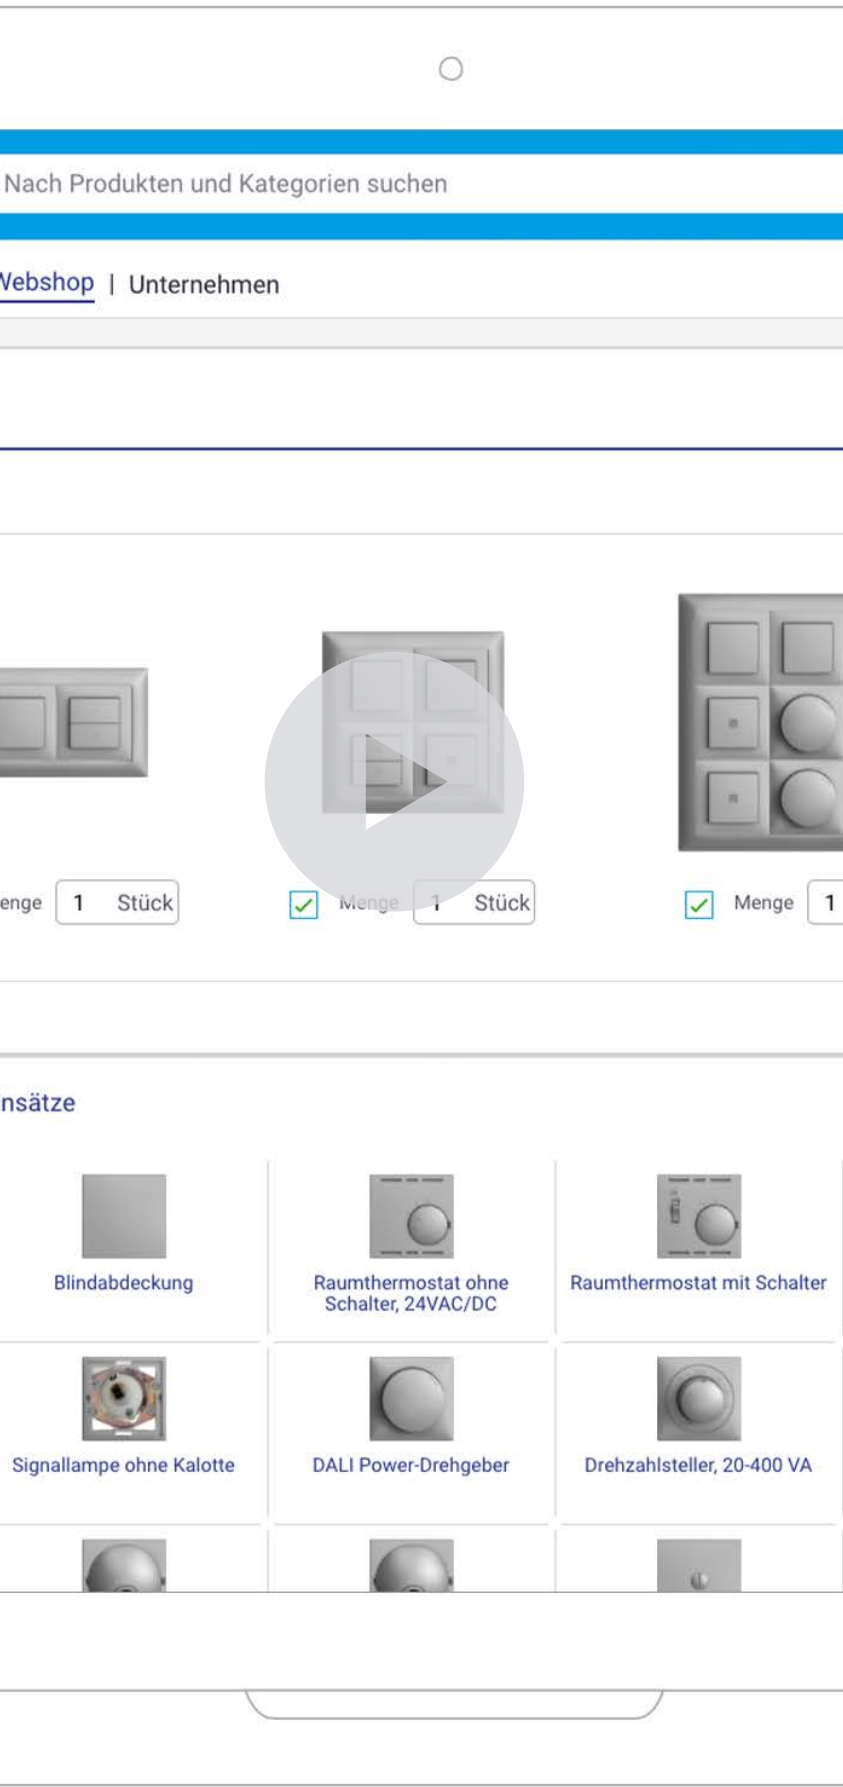 Nach Produkten und Kategorien suchen
Webshop | Unternehmen
enge 1 Stück
Menge 1 Stück
Menge 1
nsätze
Blindabdeckung
Raumthermostat ohne
Schalter, 24VAC/DC
Raumthermostat mit Schalter
Signallampe ohne Kalotte
DALI Power-Drehgeber
Drehzahlsteller, 20-400 VA